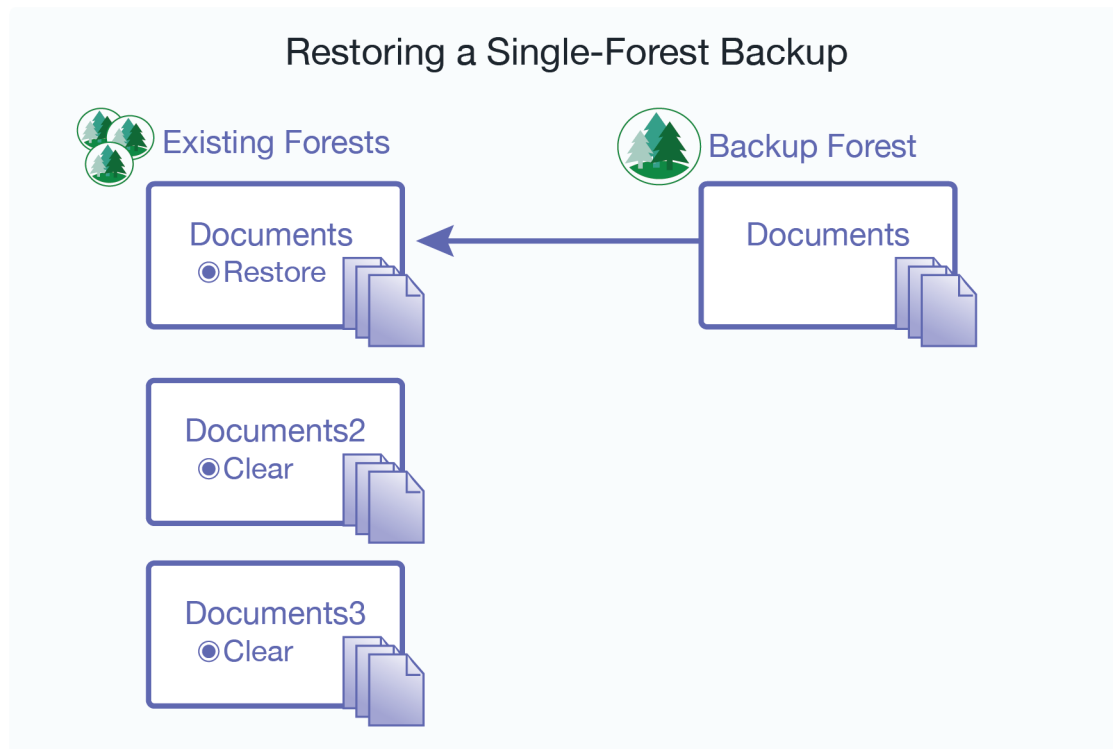 Restoring a Single-Forest Backup
Existing Forests
Backup Forest
Documents
Restore
Documents
Documents2
Clear
Documents3
Clear